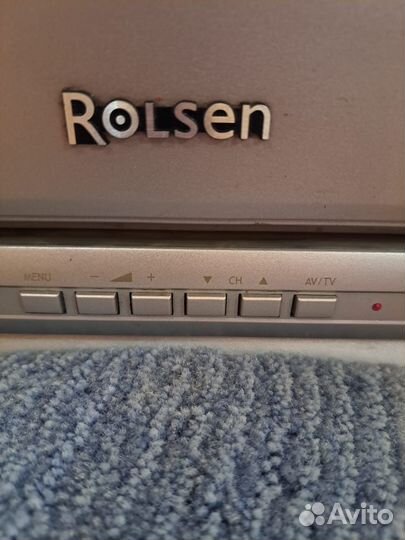 ROLSEN
MENU − + ▼ CH ▲ AV/TV
Avito